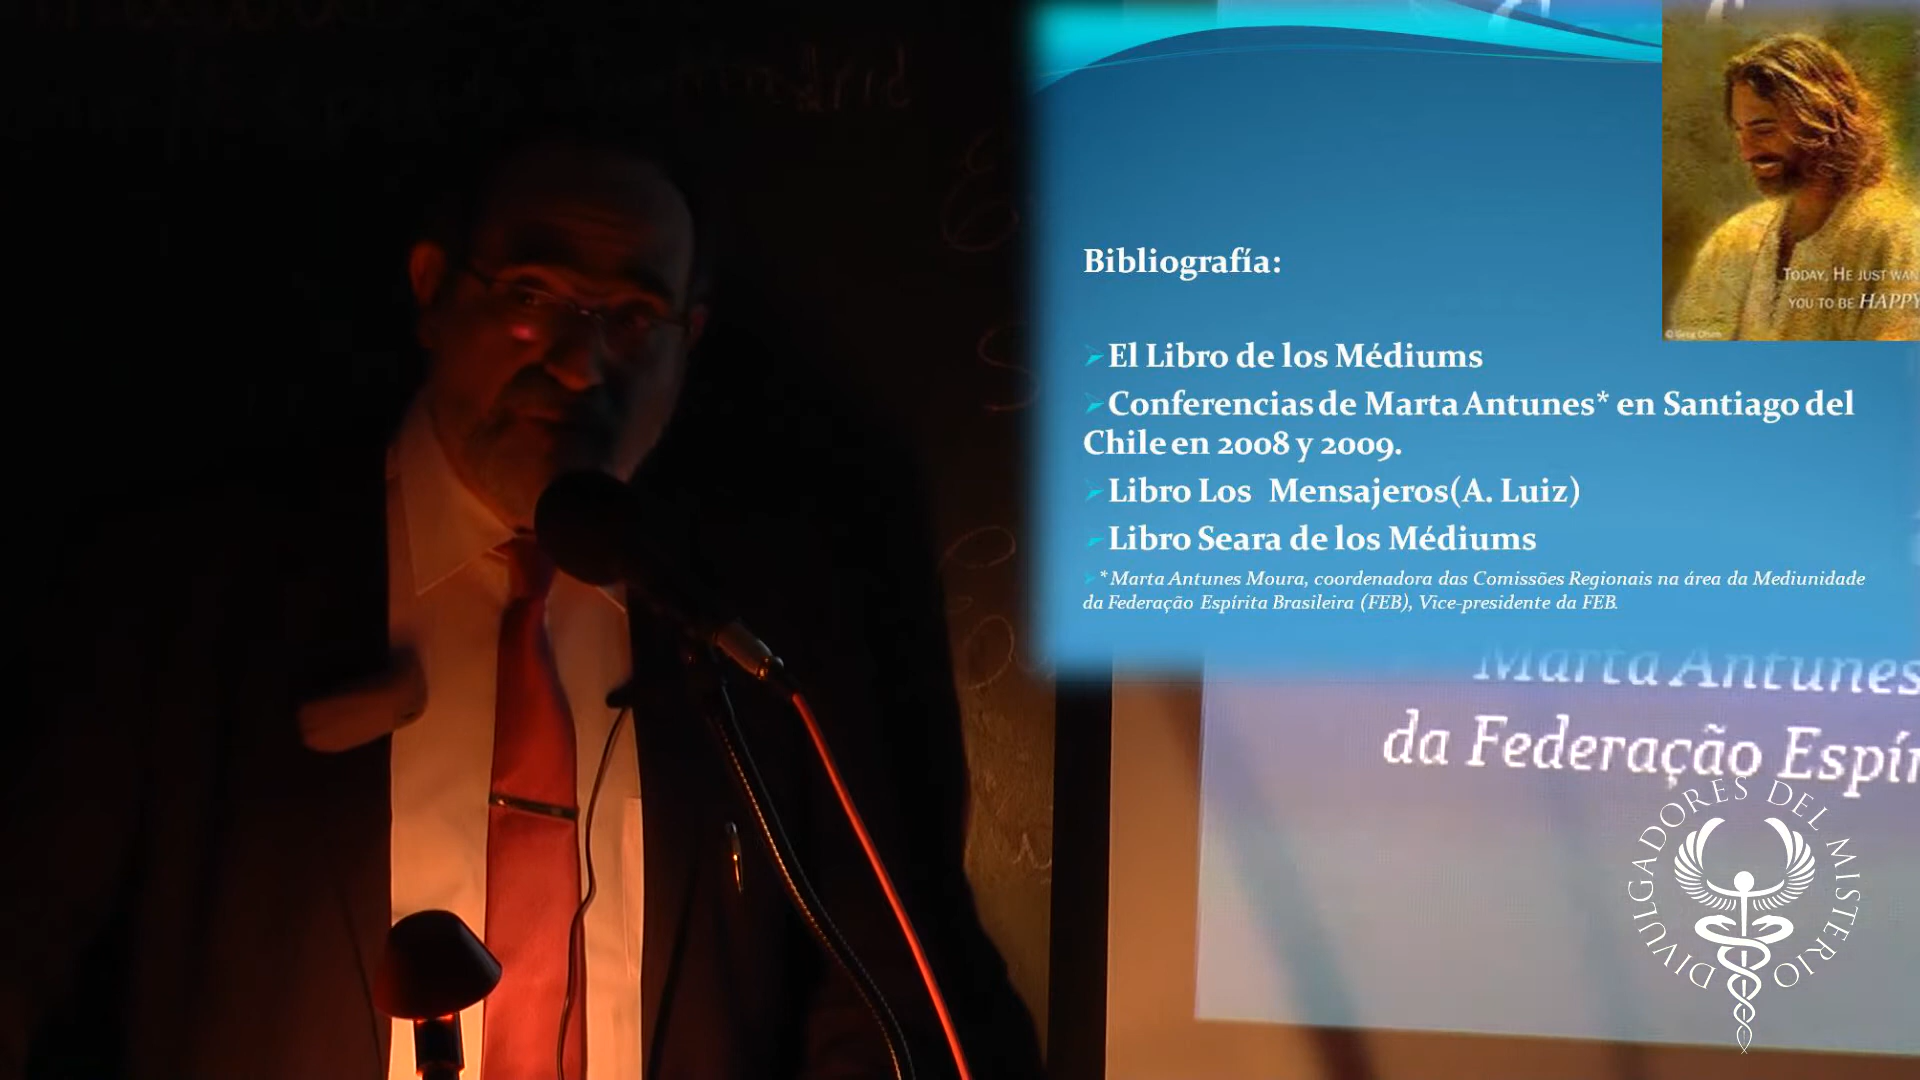 Bibliografía:
El Libro de los Médiums
Conferencias de Marta Antunes* en Santiago del
Chile en 2008 y 2009.
Libro Los Mensajeros(A. Luiz)
Libro Seara de los Médiums
*Marta Antunes Moura, coordenadora das Comissões Regionais na área da Mediunidade
da Federação Espírita Brasileira (FEB), Vice-presidente da FEB.
TODAY, HE JUST WAN
YOU TO BE HAPPY
© Greg Olsen
Marta Antunes
da Federação Espír
DIVULGADORES DEL MISTERIO